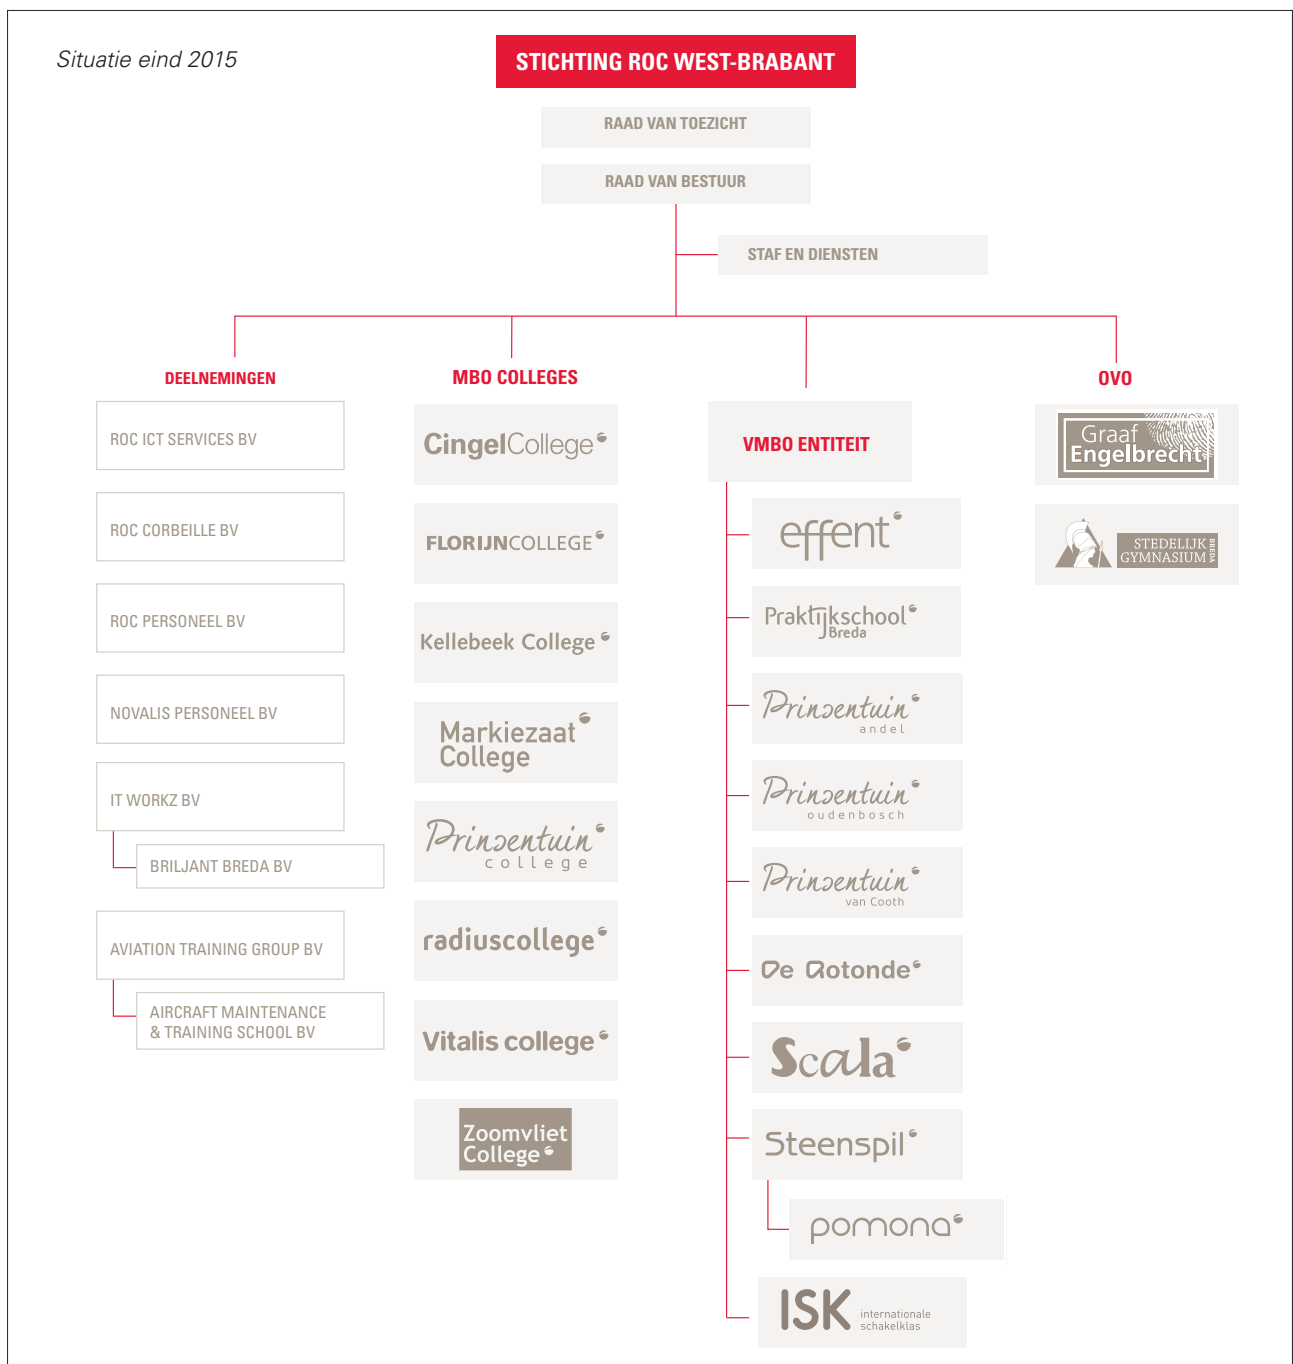 Situatie eind 2015
STICHTING ROC WEST-BRABANT
RAAD VAN TOEZICHT
RAAD VAN BESTUUR
STAF EN DIENSTEN
DEELNEMINGEN
ROC ICT SERVICES BV
ROC CORBEILLE BV
ROC PERSONEEL BV
NOVALIS PERSONEEL BV
IT WORKZ BV
BRILJANT BREDA BV
AVIATION TRAINING GROUP BV
AIRCRAFT MAINTENANCE
& TRAINING SCHOOL BV
MBO COLLEGES
CingelCollege
FLORIJNCOLLEGE
Kellebeek College
Markiezaat
College
Prinsentuin
college
radiuscollege
Vitalis college
Zoomvliet
College
VMBO ENTITEIT
effent
Praktijkschool
Breda
Prinsentuin
andel
Prinsentuin
oudenbosch
Prinsentuin
van Cooth
De Rotonde
Scala
Steenspil
pomona
ISK internationale
schakelklas
OVO
Graaf
Engelbrecht
STEDELIJK
GYMNASIUM
BREDA